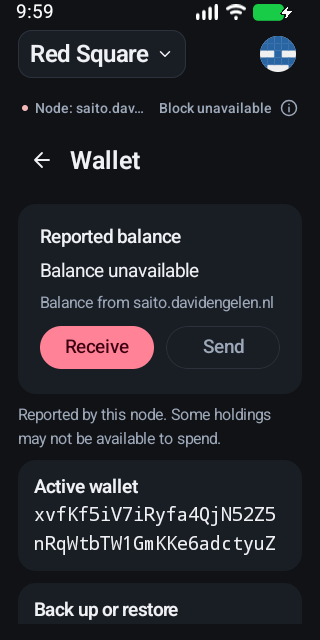 9:59
Red Square
Node: saito.dav... Block unavailable
Wallet
Reported balance
Balance unavailable
Balance from saito.davidengelen.nl
Receive Send
Reported by this node. Some holdings
may not be available to spend.
Active wallet
xvfKf5iV7iRyfa4QjN52Z5
nRqWtbTW1GmKKe6adctyuZ
Back up or restore